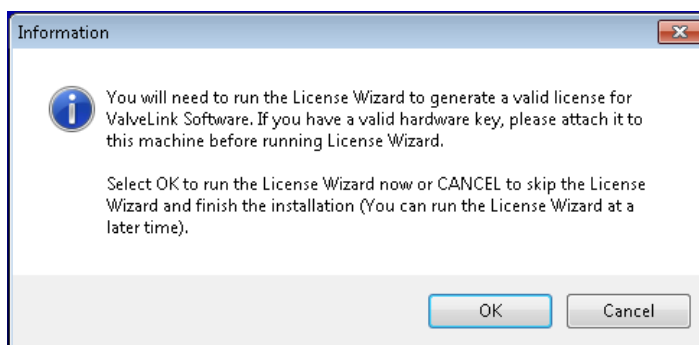 Information
You will need to run the License Wizard to generate a valid license for
ValveLink Software. If you have a valid hardware key, please attach it to
this machine before running License Wizard.
Select OK to run the License Wizard now or CANCEL to skip the License
Wizard and finish the installation (You can run the License Wizard at a
later time).
OK Cancel